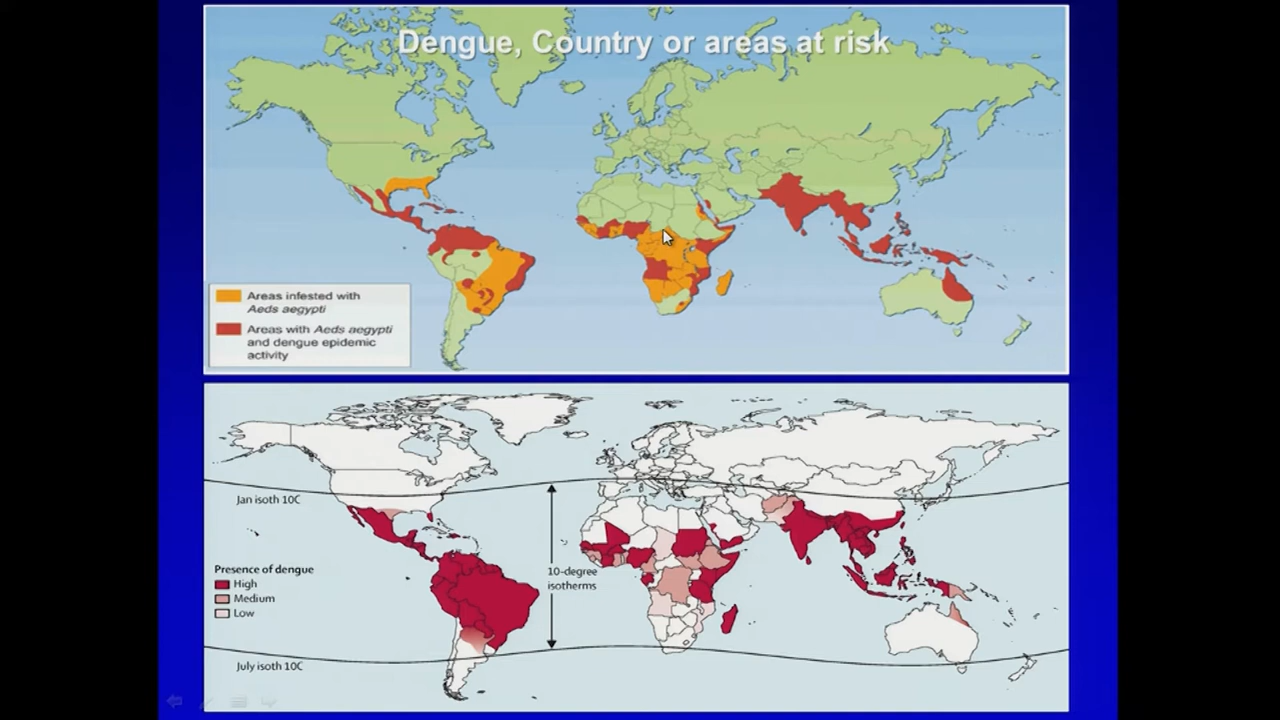 Dengue, Country or areas at risk
Areas infested with
Aeds aegypti
Areas with Aeds aegypti
and dengue epidemic
activity
Jan isoth 10C
Presence of dengue
High
Medium
Low
10-degree
isotherms
July isoth 10C